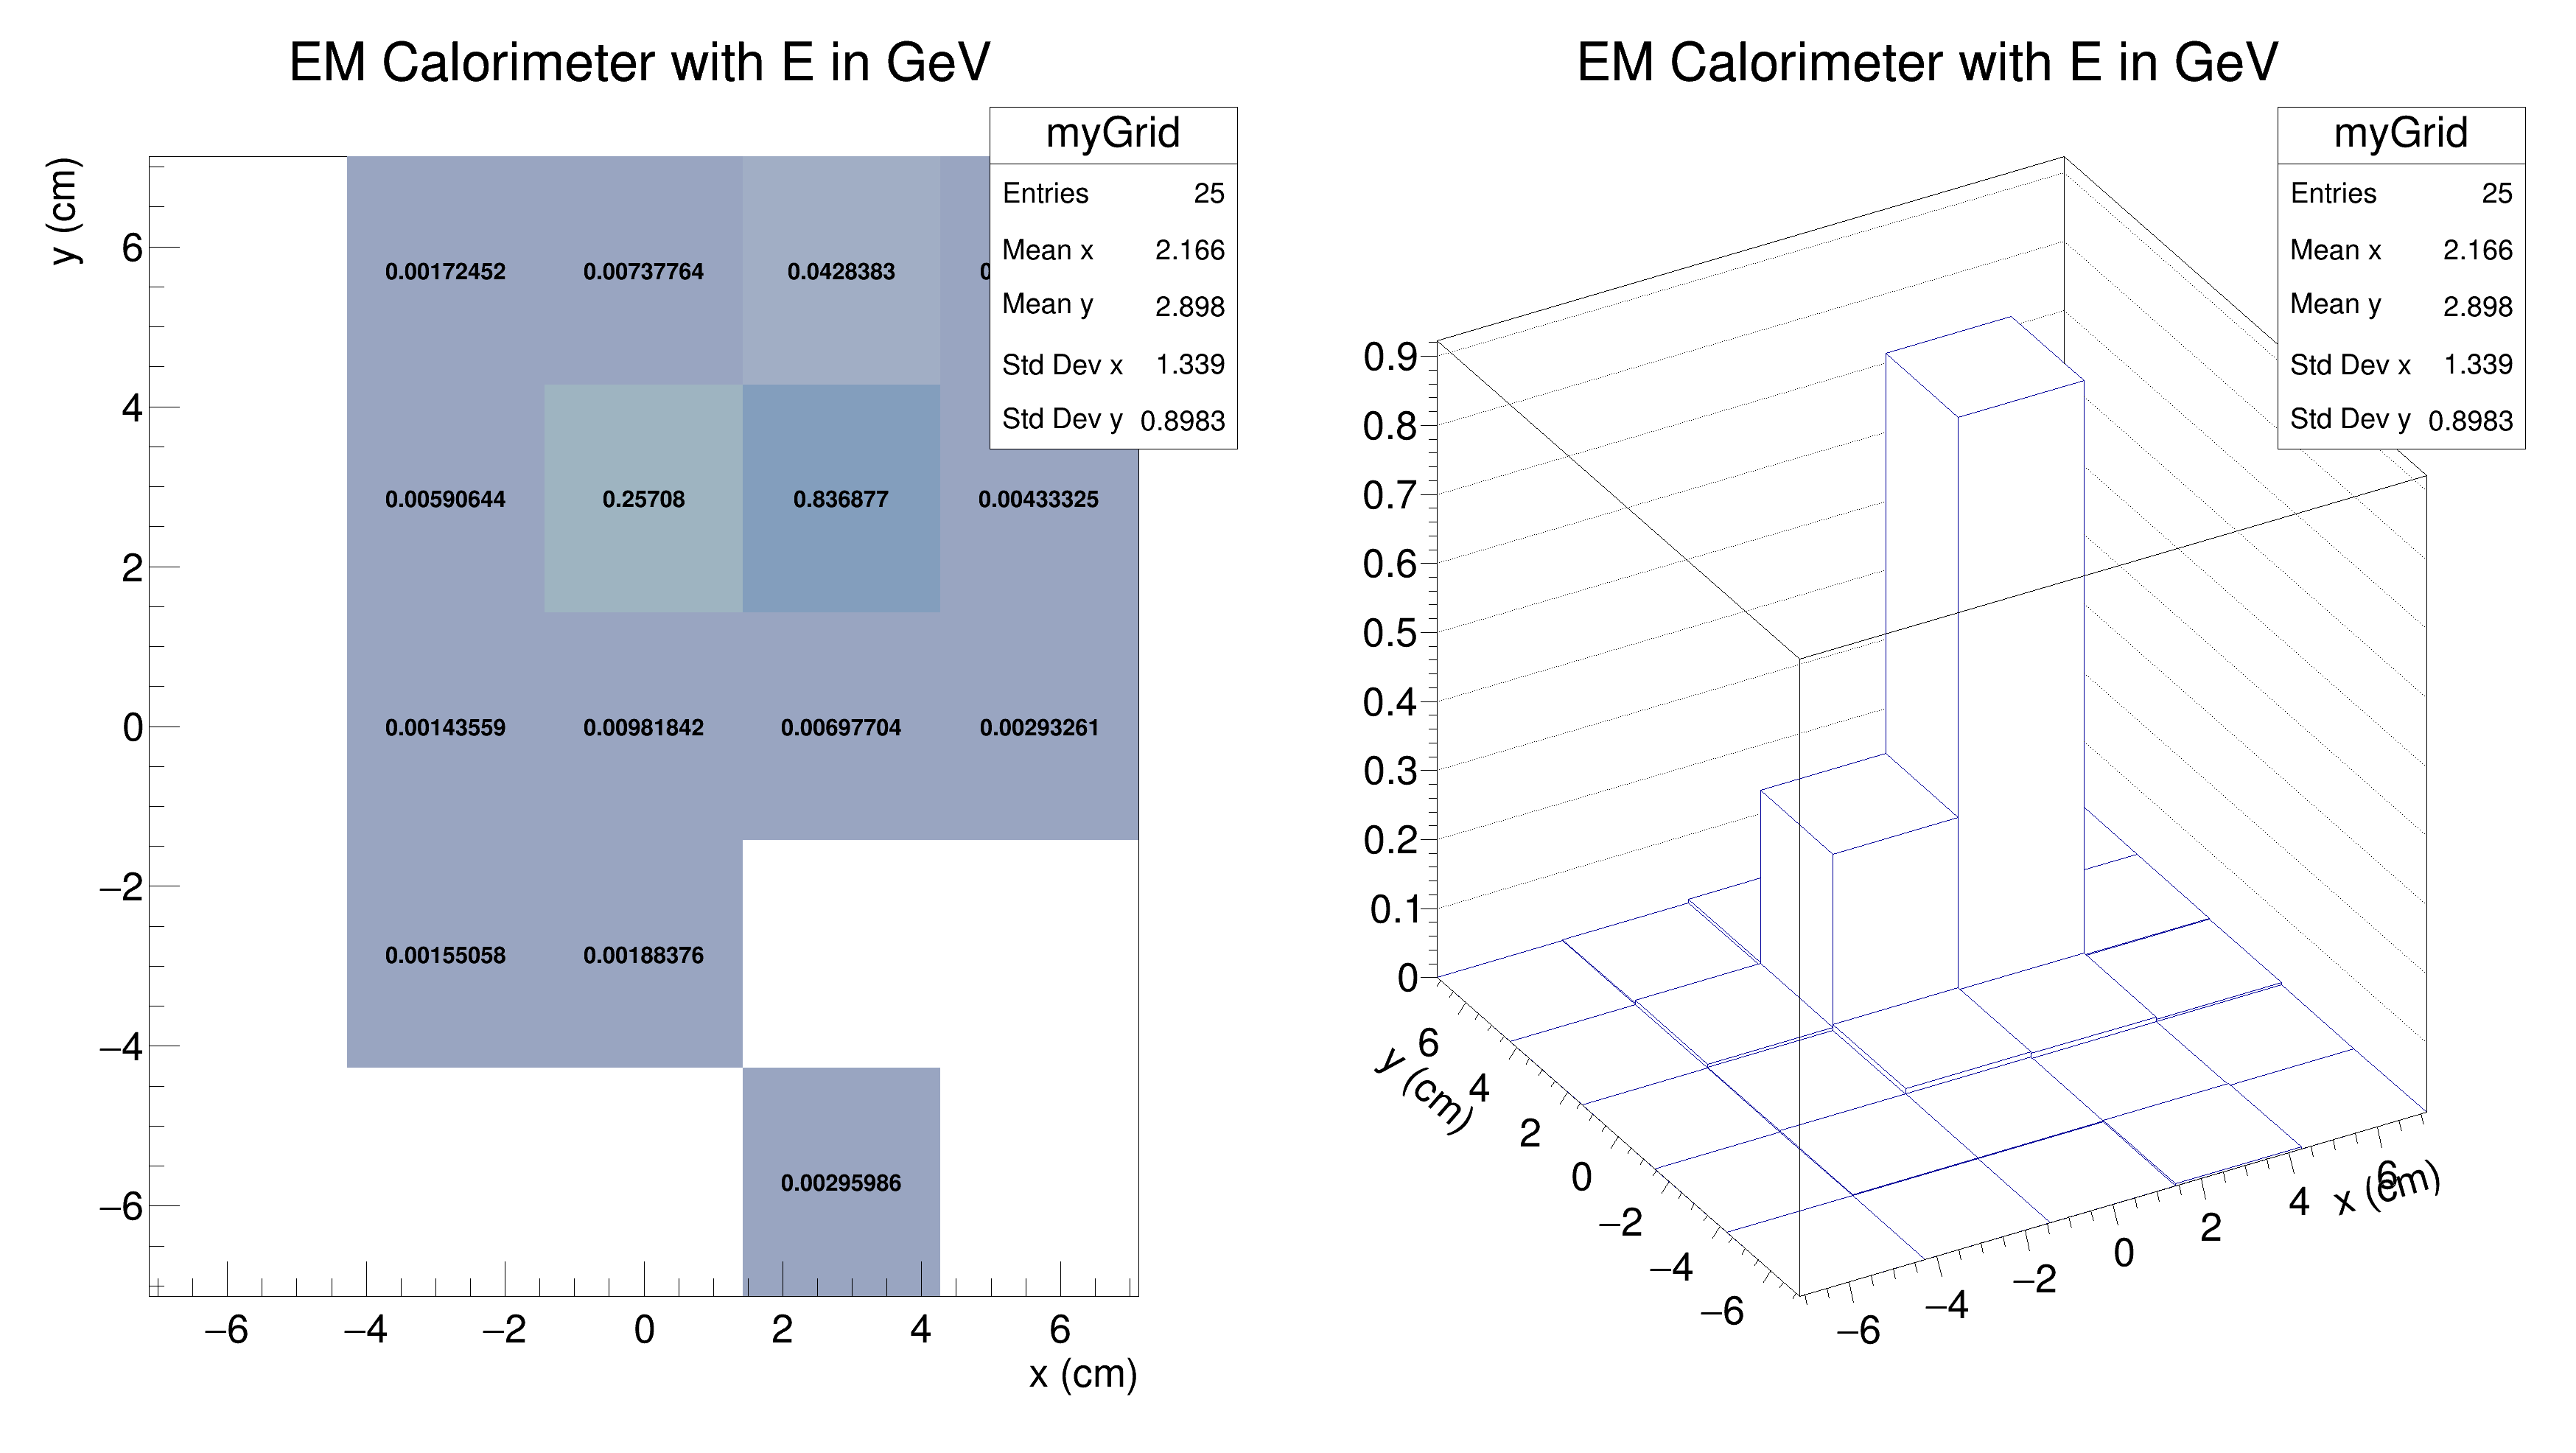 EM Calorimeter with E in GeV
myGrid
Entries 25
Mean x 2.166
Mean y 2.898
Std Dev x 1.339
Std Dev y 0.8983
y (cm)
6
4
2
0
−2
−4
−6
0.00172452 0.00737764 0.0428383
0.00590644 0.25708 0.836877 0.00433325
0.00143559 0.00981842 0.00697704 0.00293261
0.00155058 0.00188376
0.00295986
−6 −4 −2 0 2 4 6
x (cm)
EM Calorimeter with E in GeV
myGrid
Entries 25
Mean x 2.166
Mean y 2.898
Std Dev x 1.339
Std Dev y 0.8983
0.9
0.8
0.7
0.6
0.5
0.4
0.3
0.2
0.1
0
6
4
2
0
−2
−4
−6
y (cm)
−6
−4
−2
0
2
4
6
x (cm)